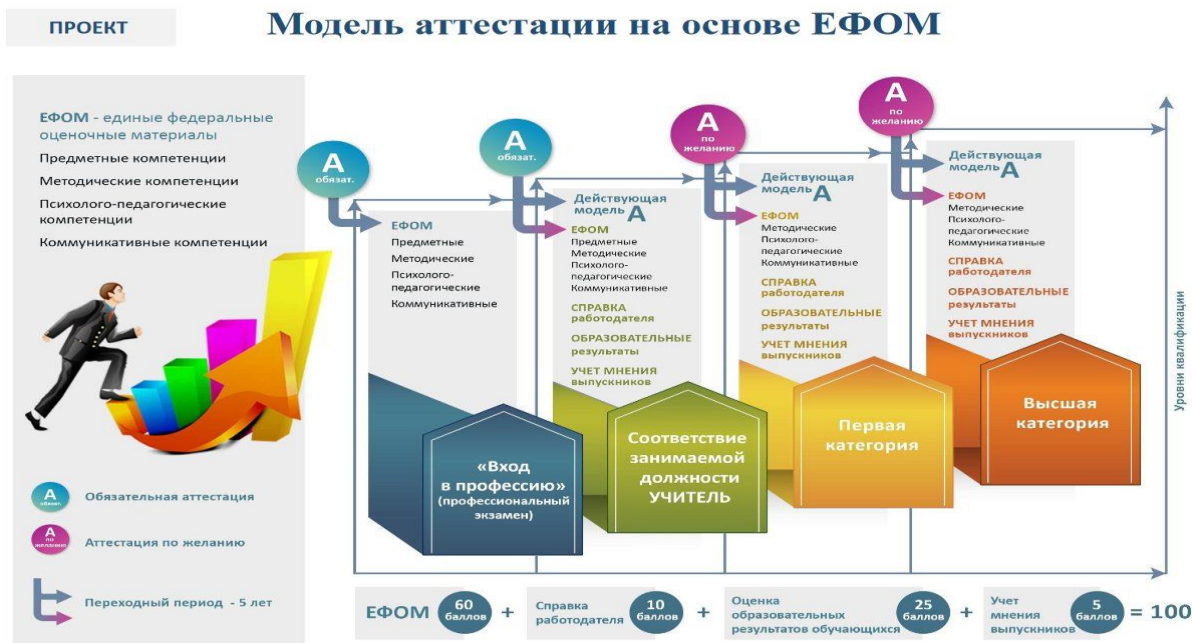 ПРОЕКТ
Модель аттестации на основе ЕФОМ
ЕФОМ - единые федеральные
оценочные материалы
Предметные компетенции
Методические компетенции
Психолого-педагогические
компетенции
Коммуникативные компетенции
А
обязат.
Обязательная аттестация
А
по
желанию
Аттестация по желанию
Переходный период - 5 лет
А
обязат.
ЕФОМ
Предметные
Методические
Психолого-
педагогические
Коммуникативные
«Вход
в профессию»
(профессиональный
экзамен)
А
обязат.
Действующая
модель А
ЕФОМ
Предметные
Методические
Психолого-
педагогические
Коммуникативные
СПРАВКА
работодателя
ОБРАЗОВАТЕЛЬНЫЕ
результаты
УЧЕТ МНЕНИЯ
выпускников
Соответствие
занимаемой
должности
УЧИТЕЛЬ
А
по
желанию
Действующая
модель А
ЕФОМ
Методические
Психолого-
педагогические
Коммуникативные
СПРАВКА
работодателя
ОБРАЗОВАТЕЛЬНЫЕ
результаты
УЧЕТ МНЕНИЯ
выпускников
Первая
категория
А
по
желанию
Действующая
модель А
ЕФОМ
Методические
Психолого-
педагогические
Коммуникативные
СПРАВКА
работодателя
ОБРАЗОВАТЕЛЬНЫЕ
результаты
УЧЕТ МНЕНИЯ
выпускников
Высшая
категория
Уровни квалификации
ЕФОМ 60 баллов +
Справка
работодателя
10 баллов +
Оценка
образовательных
результатов обучающихся
25 баллов +
Учет
мнения
выпускников
5 баллов = 100